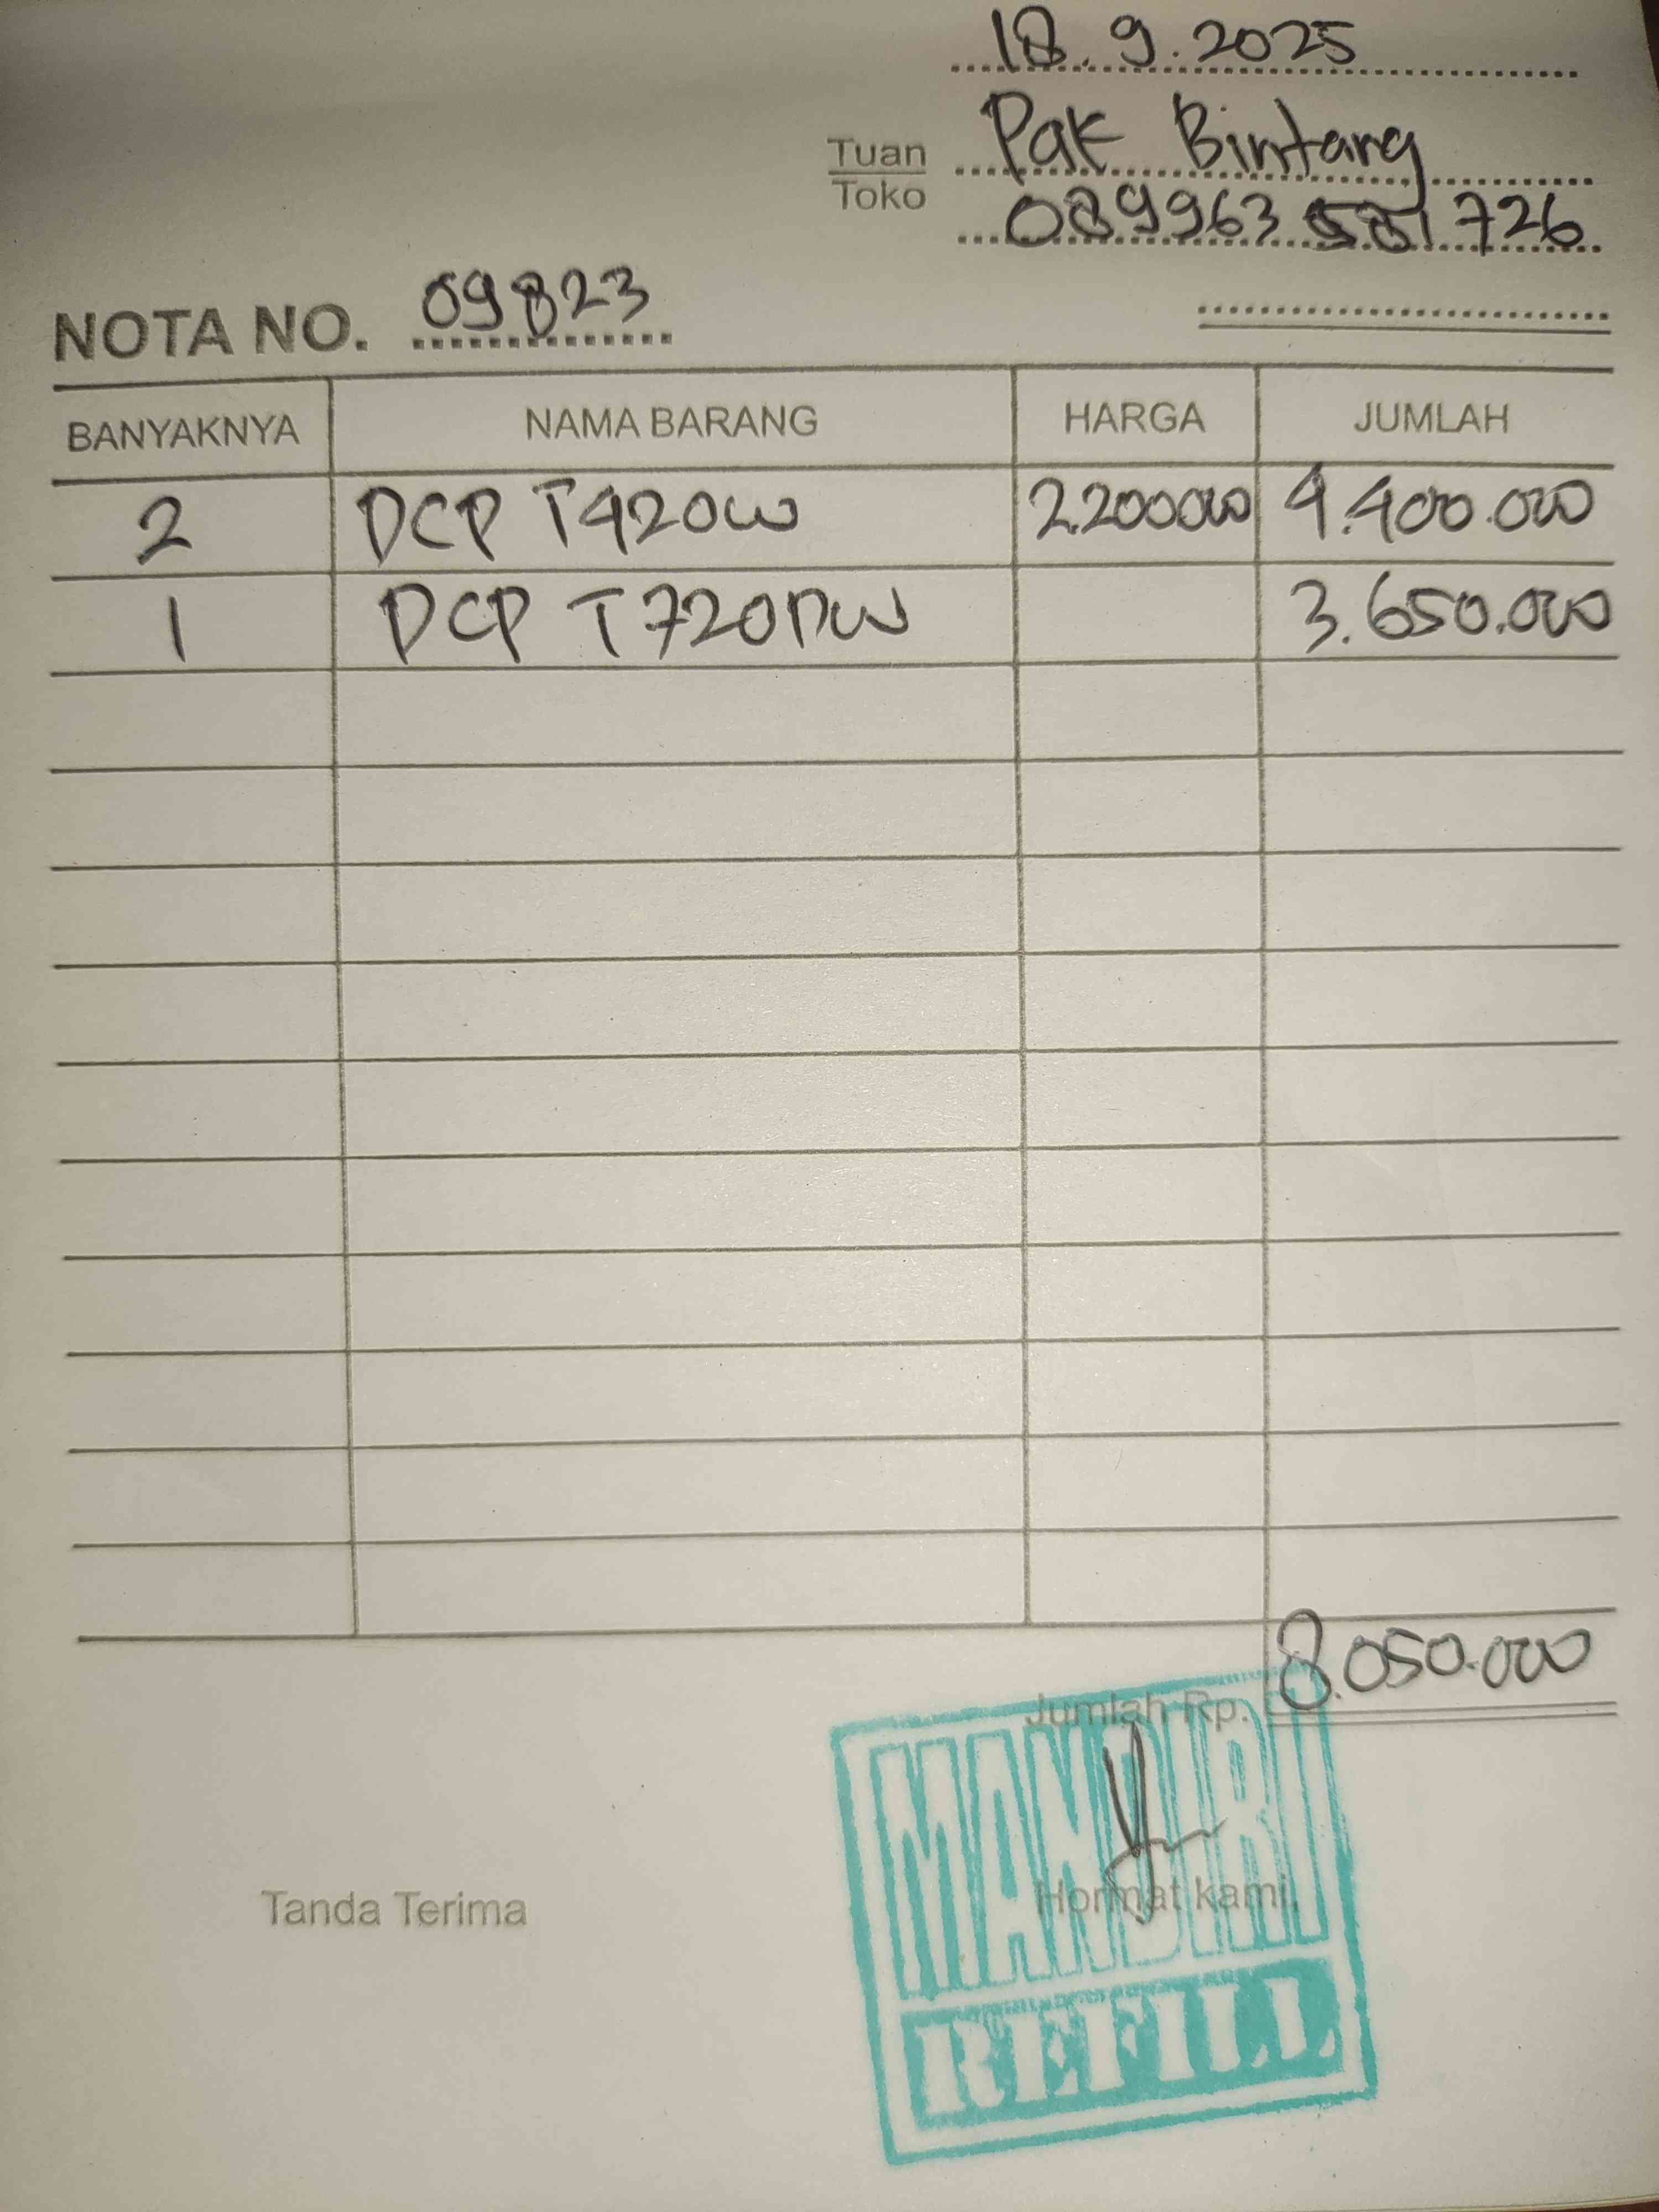 18.9.2025
Tuan
Toko
Pak Bintang
089963 726
NOTA NO. 09823
BANYAKNYA NAMA BARANG HARGA JUMLAH
2 DCP T420W 2.200000 4.400.000
1 DCP T720DW 3.650.000
Jumlah Rp. 8.050.000
Tanda Terima Hormat kami,
MANDIRI
REFILL